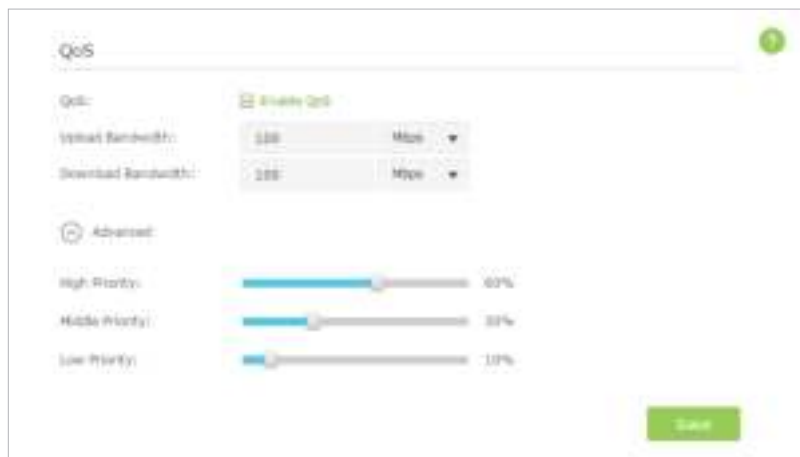 QoS
?
QoS: Enable QoS
Upload Bandwidth: 100 Mbps
Download Bandwidth: 100 Mbps
Advanced
High Priority: 60%
Middle Priority: 30%
Low Priority: 10%
Save